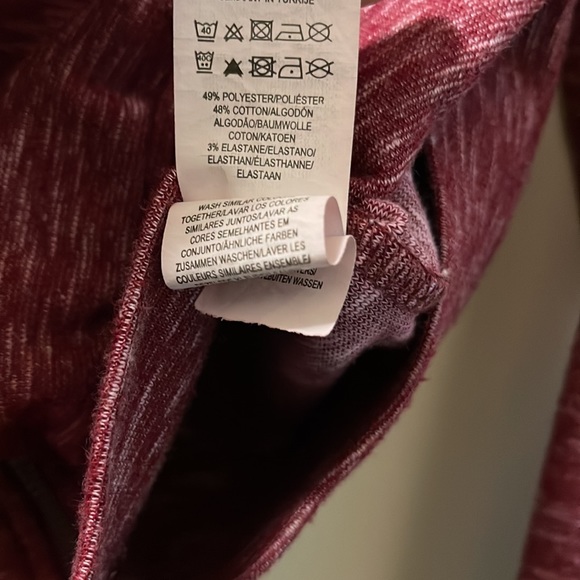 40
49% POLYESTER/POLIÉSTER
48% COTTON/ALGODÓN
ALGODÃO/BAUMWOLLE
COTON/KATOEN
3% ELASTANE/ELASTANO/
ELASTHAN/ÉLASTHANNE/
ELASTAAN
WASH SIMILAR
TOGETHER/LAVAR LOS COLORES
SIMILARES JUNTOS/LAVAR AS
CORES SEMELHANTES EM
CONJUNTO/ÄHNLICHE FARBEN
ZUSAMMEN WASCHEN/LAVER LES
COULEURS SIMILAIRES ENSEMBLE/
BUITEN WASSEN